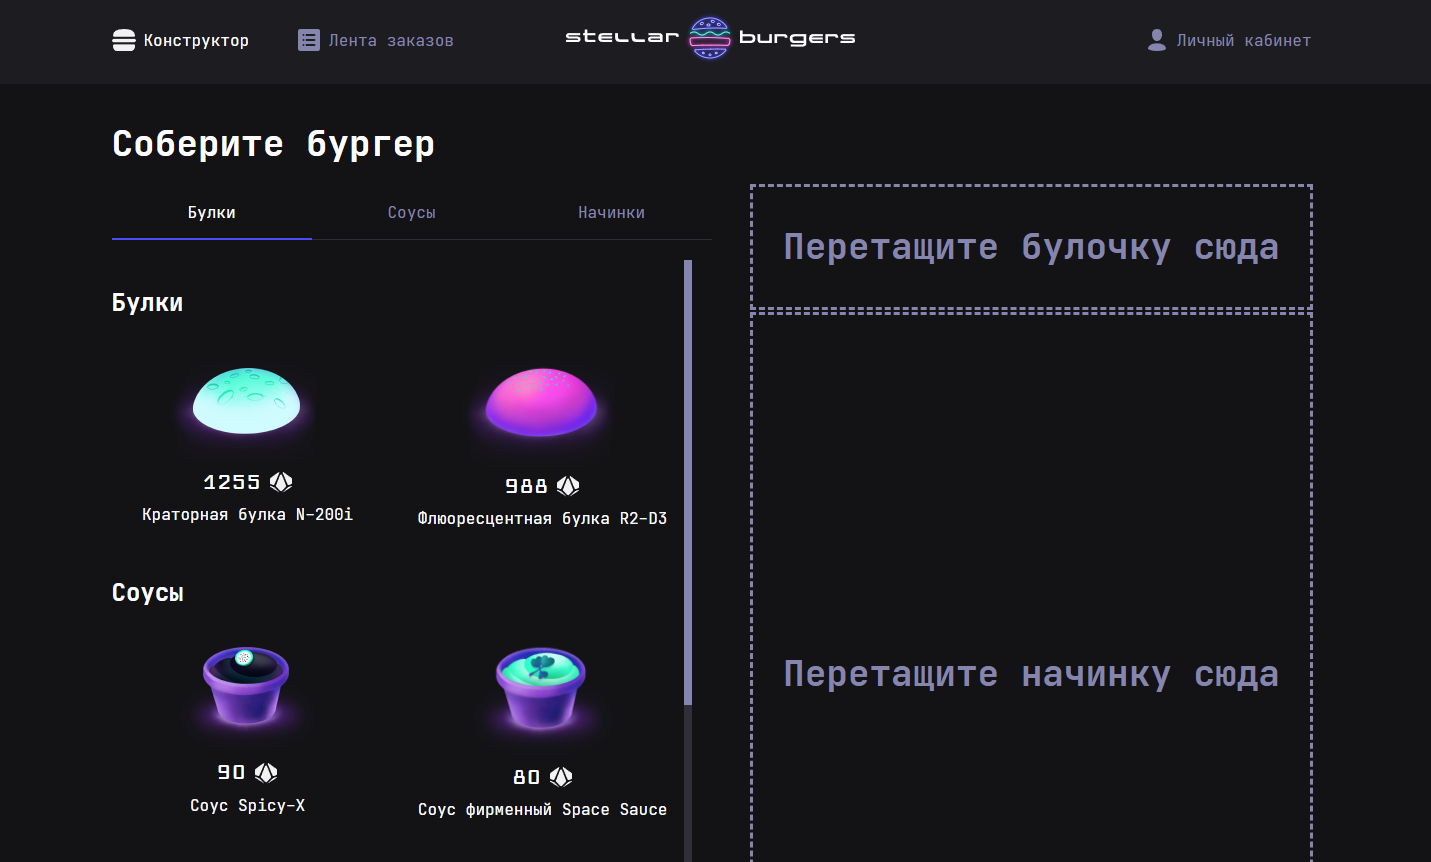 Конструктор
Лента заказов
stellar burgers
Личный кабинет
Соберите бургер
Булки
Соусы
Начинки
Булки
1255
988
Краторная булка N-200i
Флюоресцентная булка R2-D3
Соусы
90
80
Соус Spicy-X
Соус фирменный Space Sauce
Перетащите булочку сюда
Перетащите начинку сюда